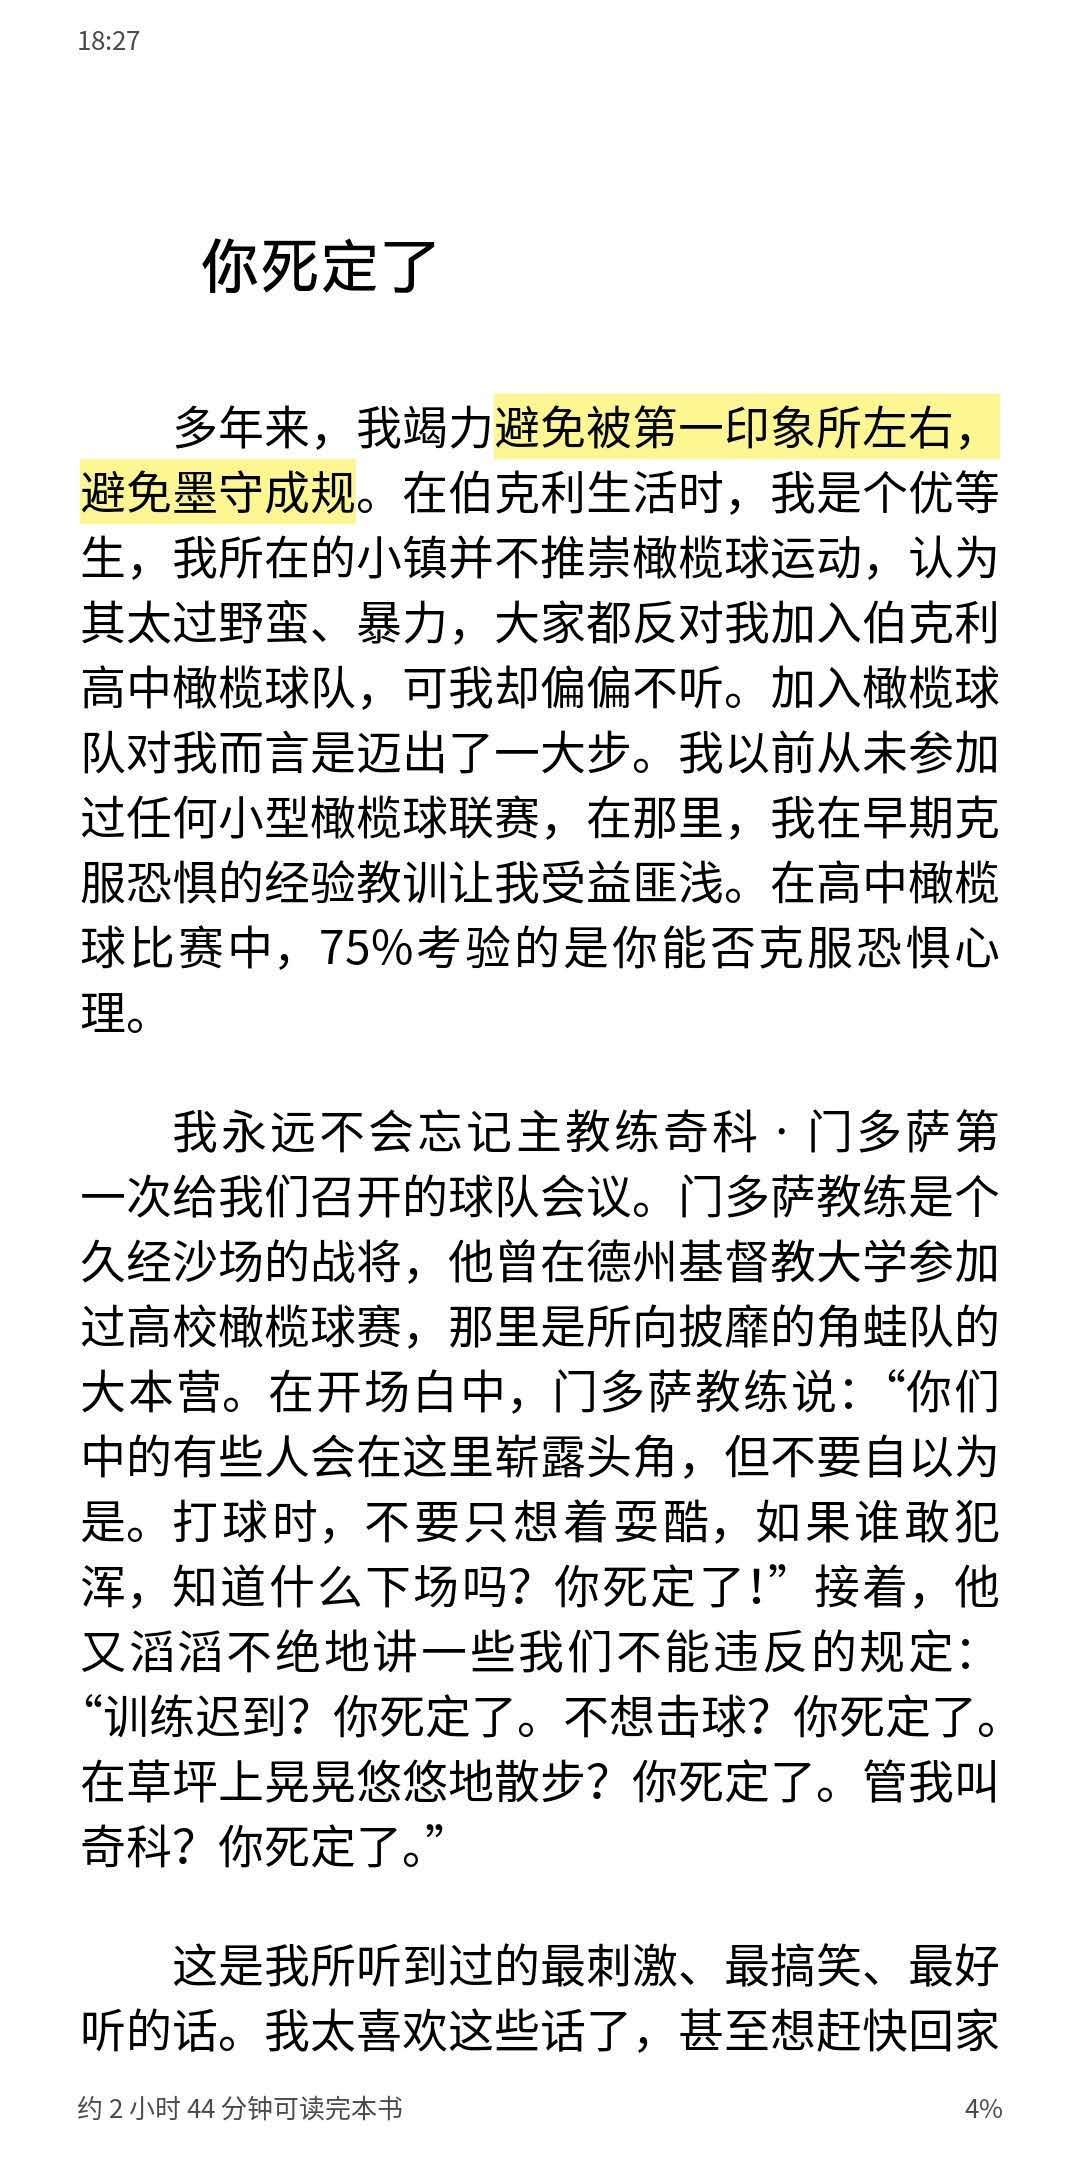 18:27
你死定了
多年来，我竭力避免被第一印象所左右，
避免墨守成规。在伯克利生活时，我是个优等
生，我所在的小镇并不推崇橄榄球运动，认为
其太过野蛮、暴力，大家都反对我加入伯克利
高中橄榄球队，可我却偏偏不听。加入橄榄球
队对我而言是迈出了一大步。我以前从未参加
过任何小型橄榄球联赛，在那里，我在早期克
服恐惧的经验教训让我受益匪浅。在高中橄榄
球比赛中，75%考验的是你能否克服恐惧心
理。
我永远不会忘记主教练奇科·门多萨第
一次给我们召开的球队会议。门多萨教练是个
久经沙场的战将，他曾在德州基督教大学参加
过高校橄榄球赛，那里是所向披靡的角蛙队的
大本营。在开场白中，门多萨教练说：“你们
中的有些人会在这里崭露头角，但不要自以为
是。打球时，不要只想着耍酷，如果谁敢犯
浑，知道什么下场吗？你死定了！”接着，他
又滔滔不绝地讲一些我们不能违反的规定：
“训练迟到？你死定了。不想击球？你死定了。
在草坪上晃晃悠悠地散步？你死定了。管我叫
奇科？你死定了。”
这是我所听到过的最刺激、最搞笑、最好
听的话。我太喜欢这些话了，甚至想赶快回家
约 2 小时 44 分钟可读完本书
4%